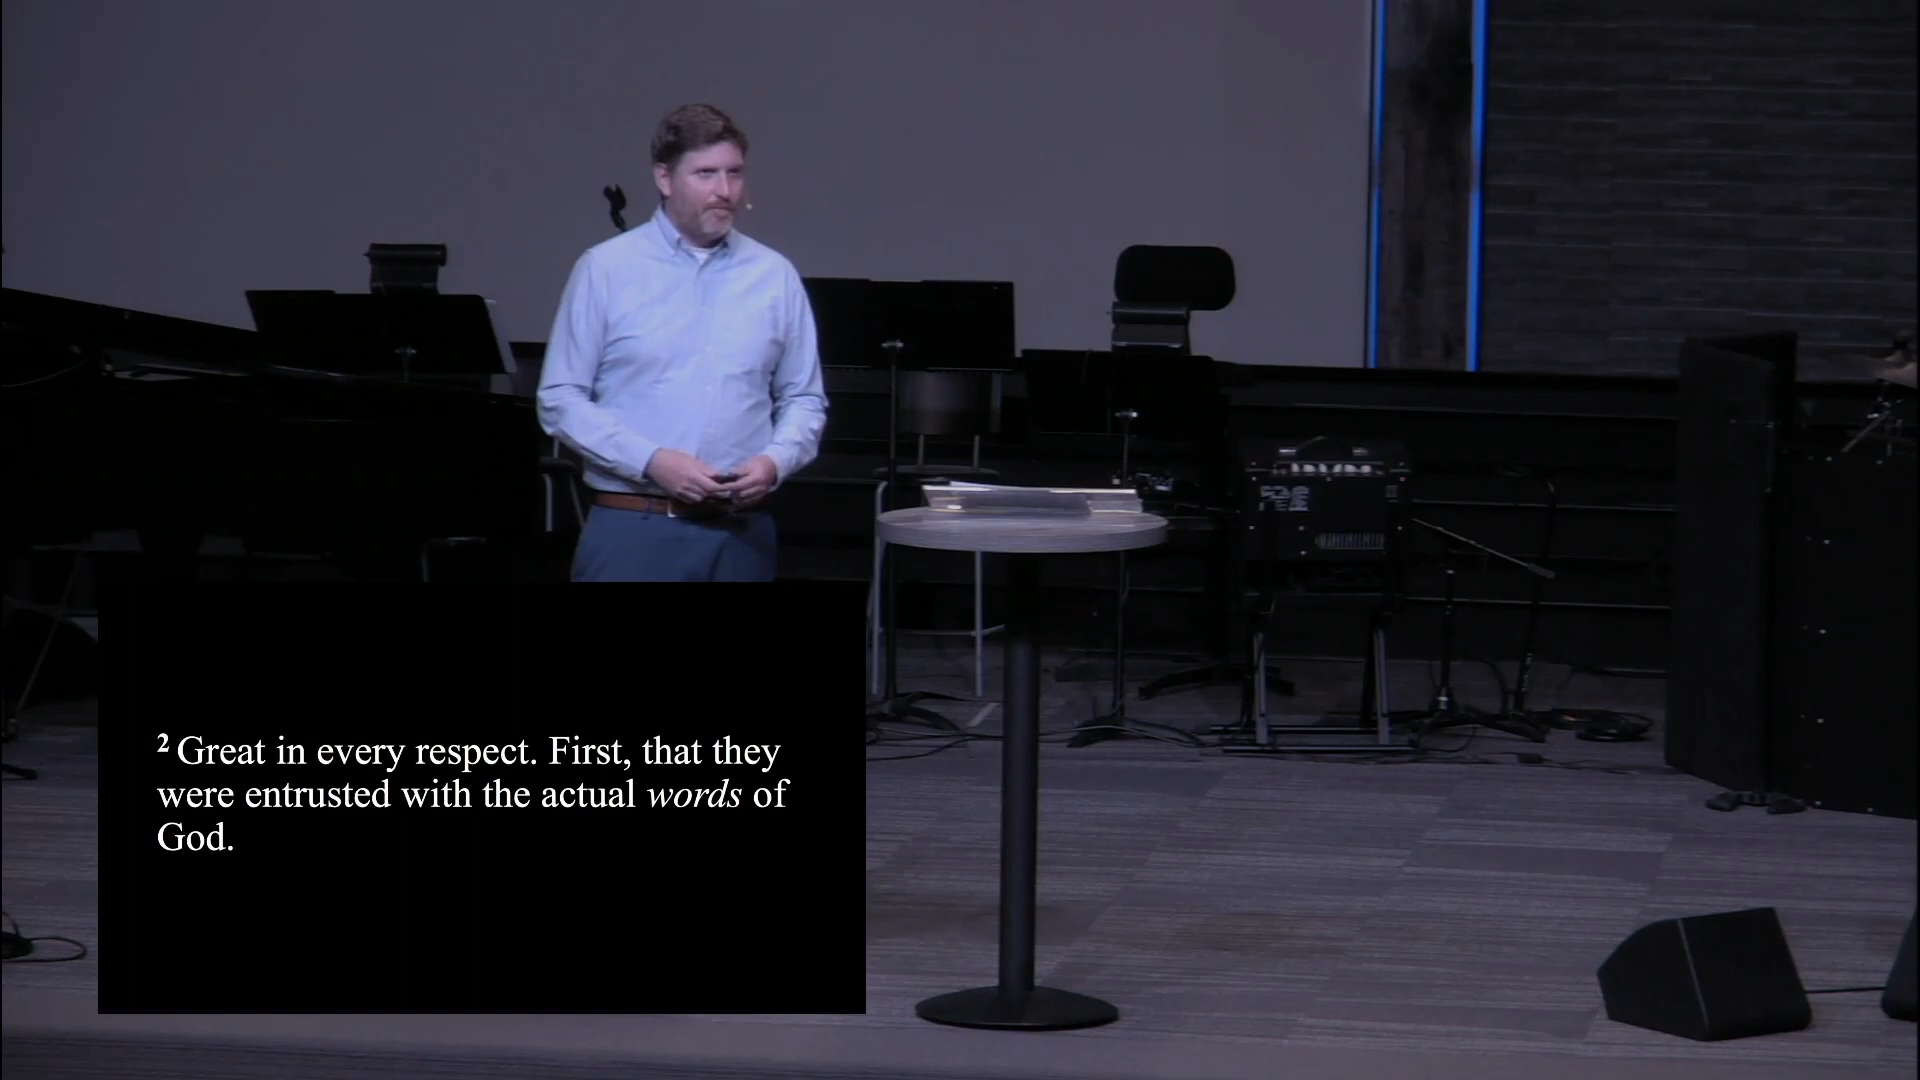 2 Great in every respect. First, that they
were entrusted with the actual words of
God.